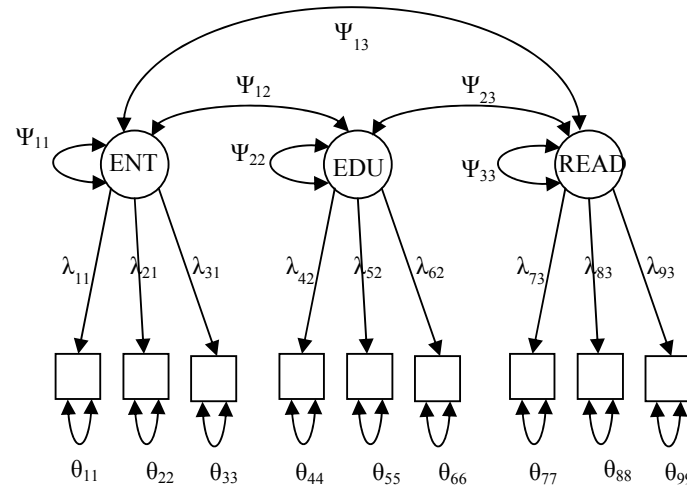 Ψ₁₃
Ψ₁₂ Ψ₂₃
Ψ₁₁ Ψ₂₂ Ψ₃₃
ENT EDU READ
λ₁₁ λ₂₁ λ₃₁ λ₄₂ λ₅₂ λ₆₂ λ₇₃ λ₈₃ λ₉₃
θ₁₁ θ₂₂ θ₃₃ θ₄₄ θ₅₅ θ₆₆ θ₇₇ θ₈₈ θ₉₉